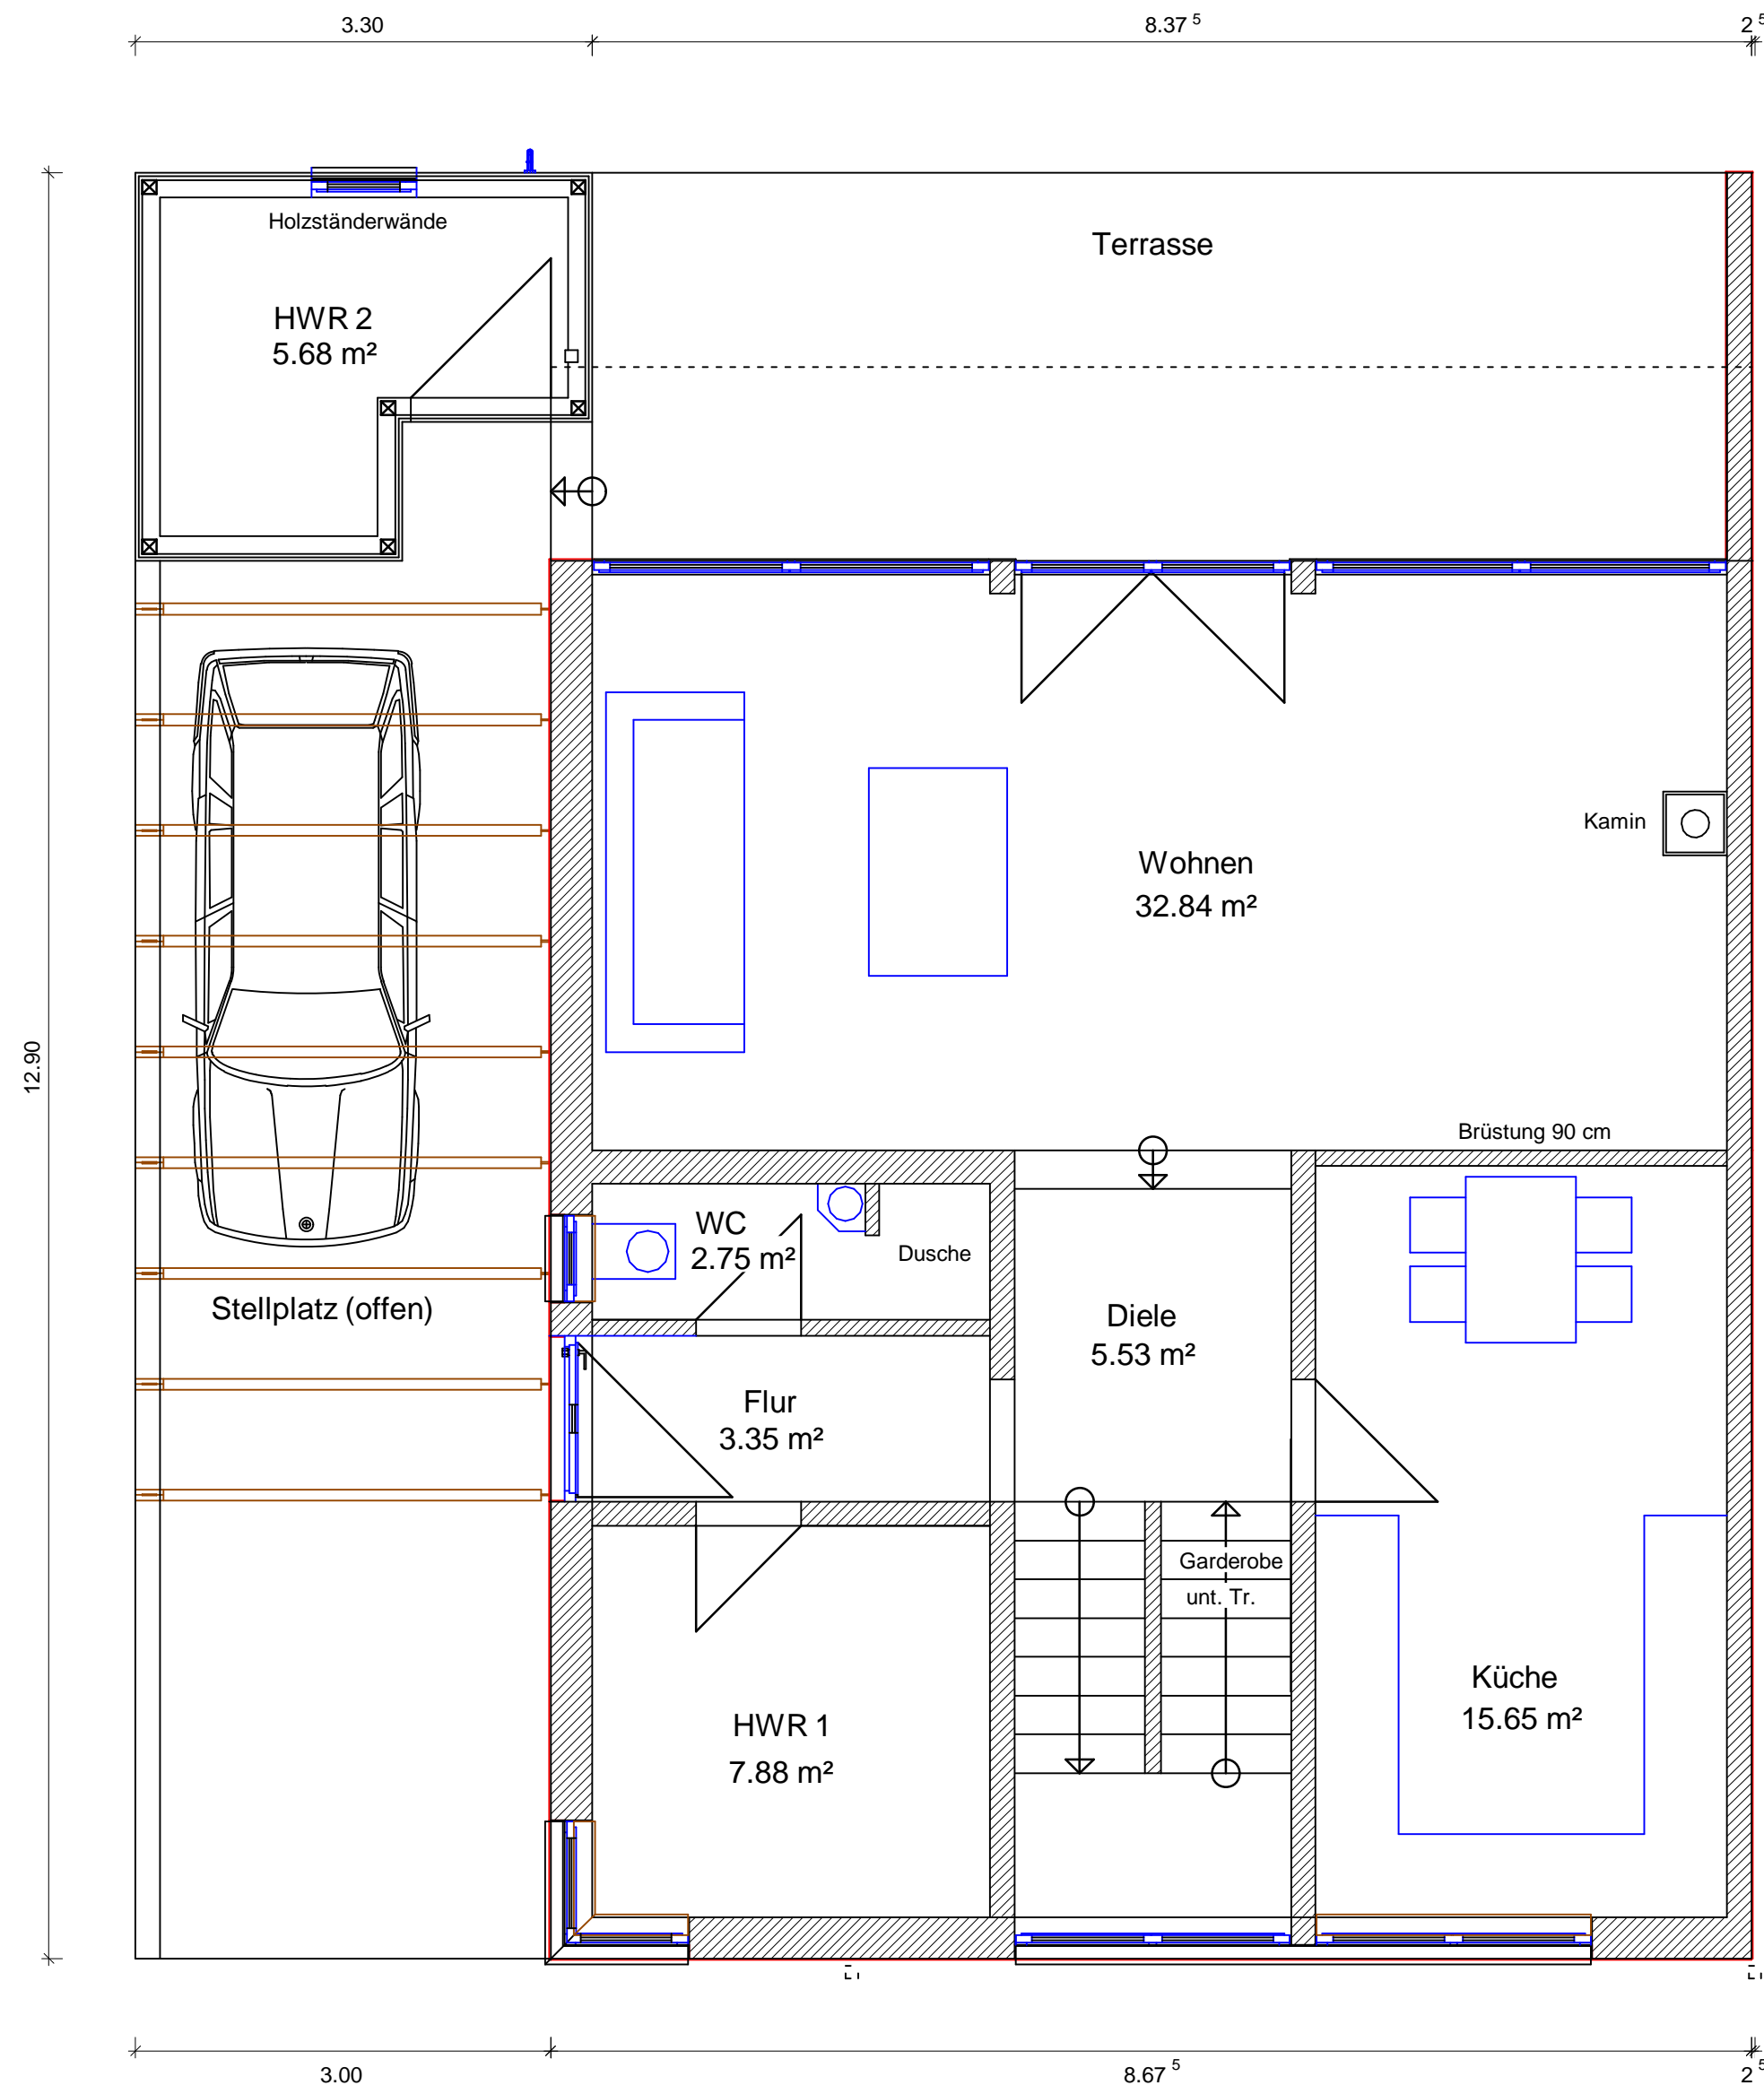 3.30
8.37 5
2 5
Holzständerwände
Terrasse
HWR 2
5.68 m²
Kamin
Wohnen
32.84 m²
12.90
Brüstung 90 cm
WC
2.75 m²
Dusche
Stellplatz (offen)
Diele
5.53 m²
Flur
3.35 m²
Garderobe
unt. Tr.
Küche
15.65 m²
HWR 1
7.88 m²
3.00
8.67 5
2 5